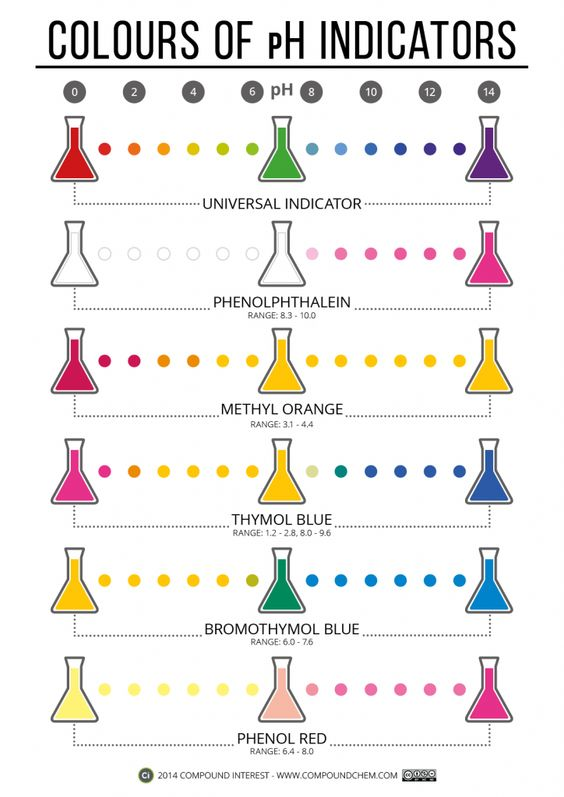 COLOURS OF pH INDICATORS
0 2 4 6 pH 8 10 12 14
UNIVERSAL INDICATOR
PHENOLPHTHALEIN
RANGE: 8.3 - 10.0
METHYL ORANGE
RANGE: 3.1 - 4.4
THYMOL BLUE
RANGE: 1.2 - 2.8, 8.0 - 9.6
BROMOTHYMOL BLUE
RANGE: 6.0 - 7.6
PHENOL RED
RANGE: 6.4 - 8.0
Ci 2014 COMPOUND INTEREST - WWW.COMPOUNDCHEM.COM